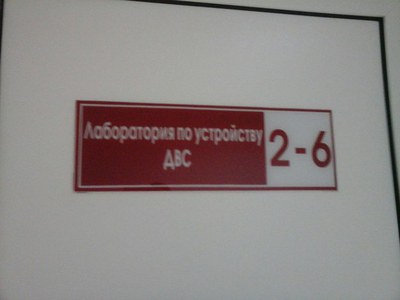 Лаборатория по устройству
ДВС
2-6